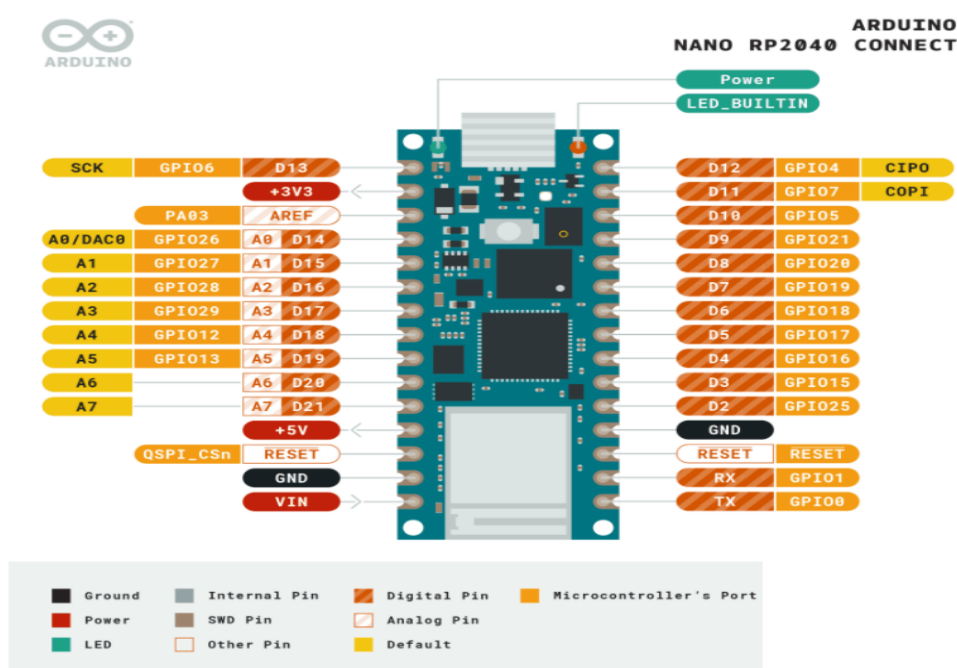 ARDUINO
ARDUINO
NANO RP2040 CONNECT
Power
LED_BUILTIN
SCK GPIO6 D13 D12 GPIO4 CIPO
+3V3 D11 GPIO7 COPI
PA03 AREF D10 GPIO5
A0/DAC0 GPIO26 A0 D14 D9 GPIO21
A1 GPIO27 A1 D15 D8 GPIO20
A2 GPIO28 A2 D16 D7 GPIO19
A3 GPIO29 A3 D17 D6 GPIO18
A4 GPIO12 A4 D18 D5 GPIO17
A5 GPIO13 A5 D19 D4 GPIO16
A6 A6 D20 D3 GPIO15
A7 A7 D21 D2 GPIO25
+5V GND
QSPI_CSn RESET RESET RESET
GND RX GPIO1
VIN TX GPIO0
Ground Internal Pin Digital Pin Microcontroller's Port
Power SWD Pin Analog Pin
LED Other Pin Default